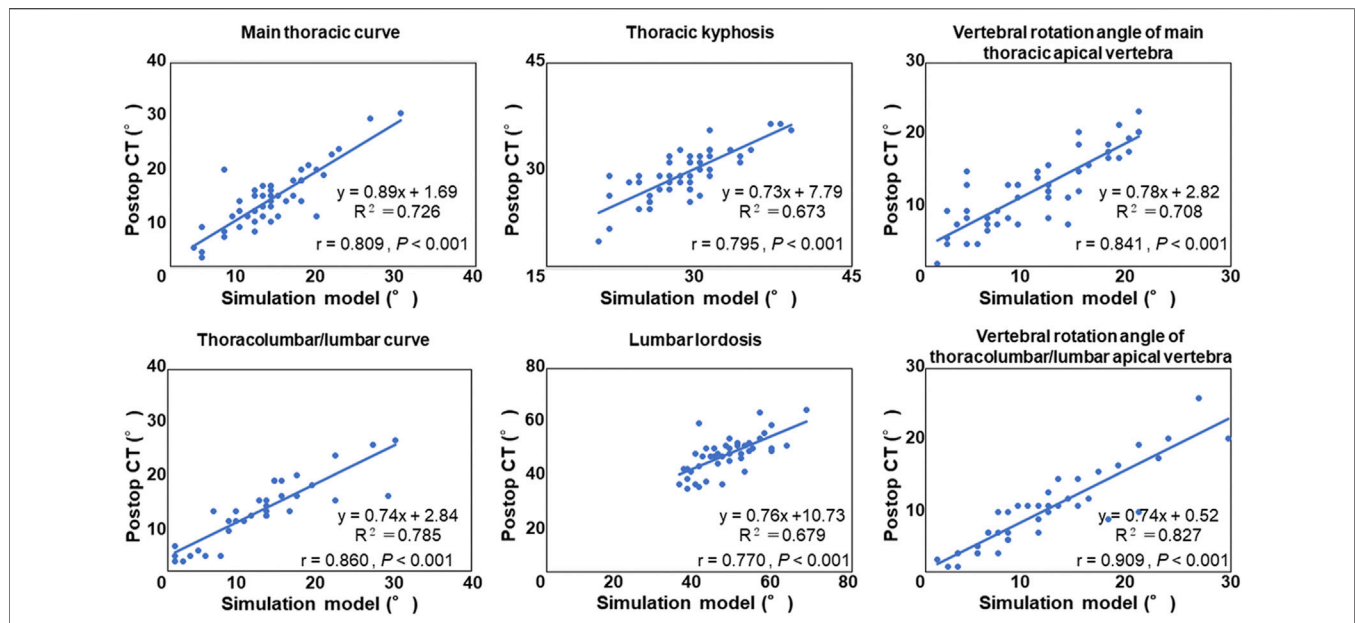 Main thoracic curve
40
30
20
10
0
Postop CT (°)
y = 0.89x + 1.69
R² = 0.726
r = 0.809, P < 0.001
0 10 20 30 40
Simulation model (°)
Thoracic kyphosis
45
30
15
Postop CT (°)
y = 0.73x + 7.79
R² = 0.673
r = 0.795, P < 0.001
15 30 45
Simulation model (°)
Vertebral rotation angle of main
thoracic apical vertebra
30
20
10
0
Postop CT (°)
y = 0.78x + 2.82
R² = 0.708
r = 0.841, P < 0.001
0 10 20 30
Simulation model (°)
Thoracolumbar/lumbar curve
40
30
20
10
Postop CT (°)
y = 0.74x + 2.84
R² = 0.785
r = 0.860, P < 0.001
0 10 20 30 40
Simulation model (°)
Lumbar lordosis
80
60
40
20
Postop CT (°)
y = 0.76x +10.73
R² = 0.679
r = 0.770, P < 0.001
0 20 40 60 80
Simulation model (°)
Vertebral rotation angle of
thoracolumbar/lumbar apical vertebra
30
20
10
Postop CT (°)
y = 0.74x + 0.52
R² = 0.827
r = 0.909, P < 0.001
0 10 20 30
Simulation model (°)